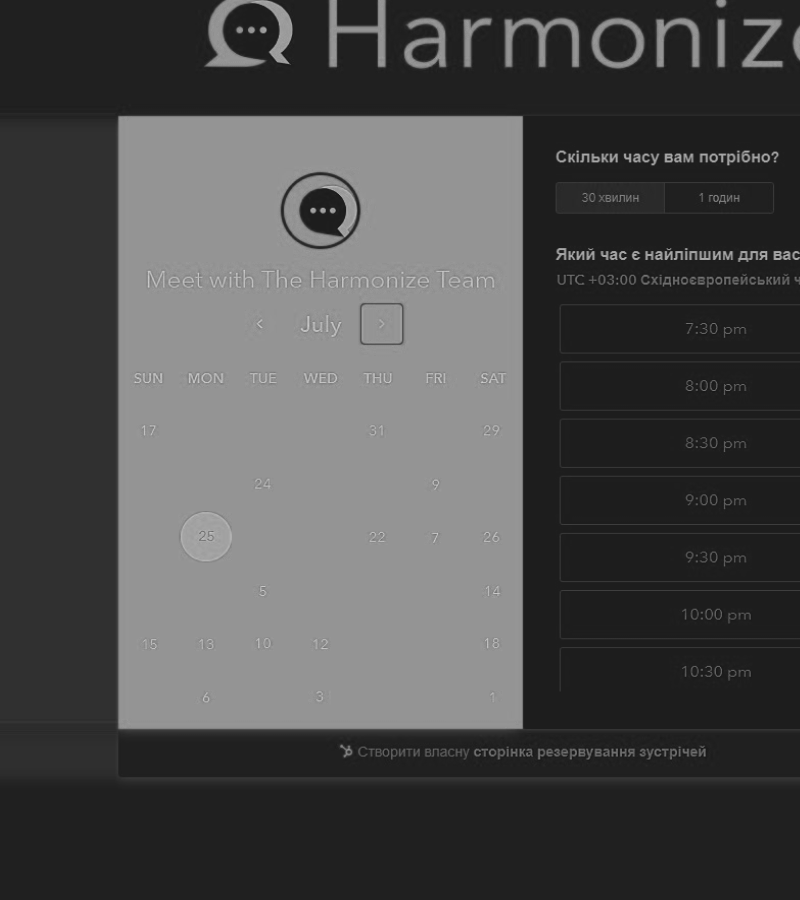 Harmonize
Meet with The Harmonize Team
< July >
SUN MON TUE WED THU FRI SAT
17 31 29
24 9
25 22 7 26
5 14
15 13 10 12 18
6 3 1
Скільки часу вам потрібно?
30 хвилин 1 годин
Який час є найліпшим для вас
UTC +03:00 Східноєвропейський ч
7:30 pm
8:00 pm
8:30 pm
9:00 pm
9:30 pm
10:00 pm
10:30 pm
Створити власну сторінка резервування зустрічей